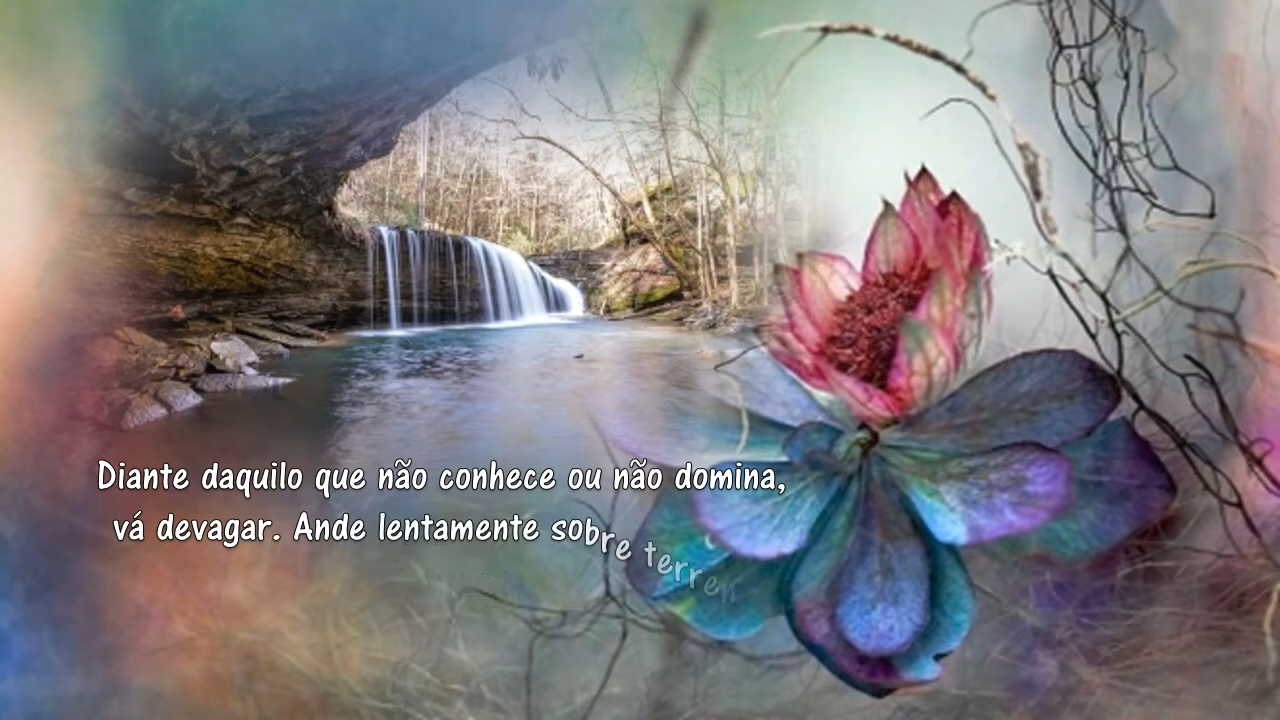 Diante daquilo que não conhece ou não domina,
vá devagar. Ande lentamente sobre terren